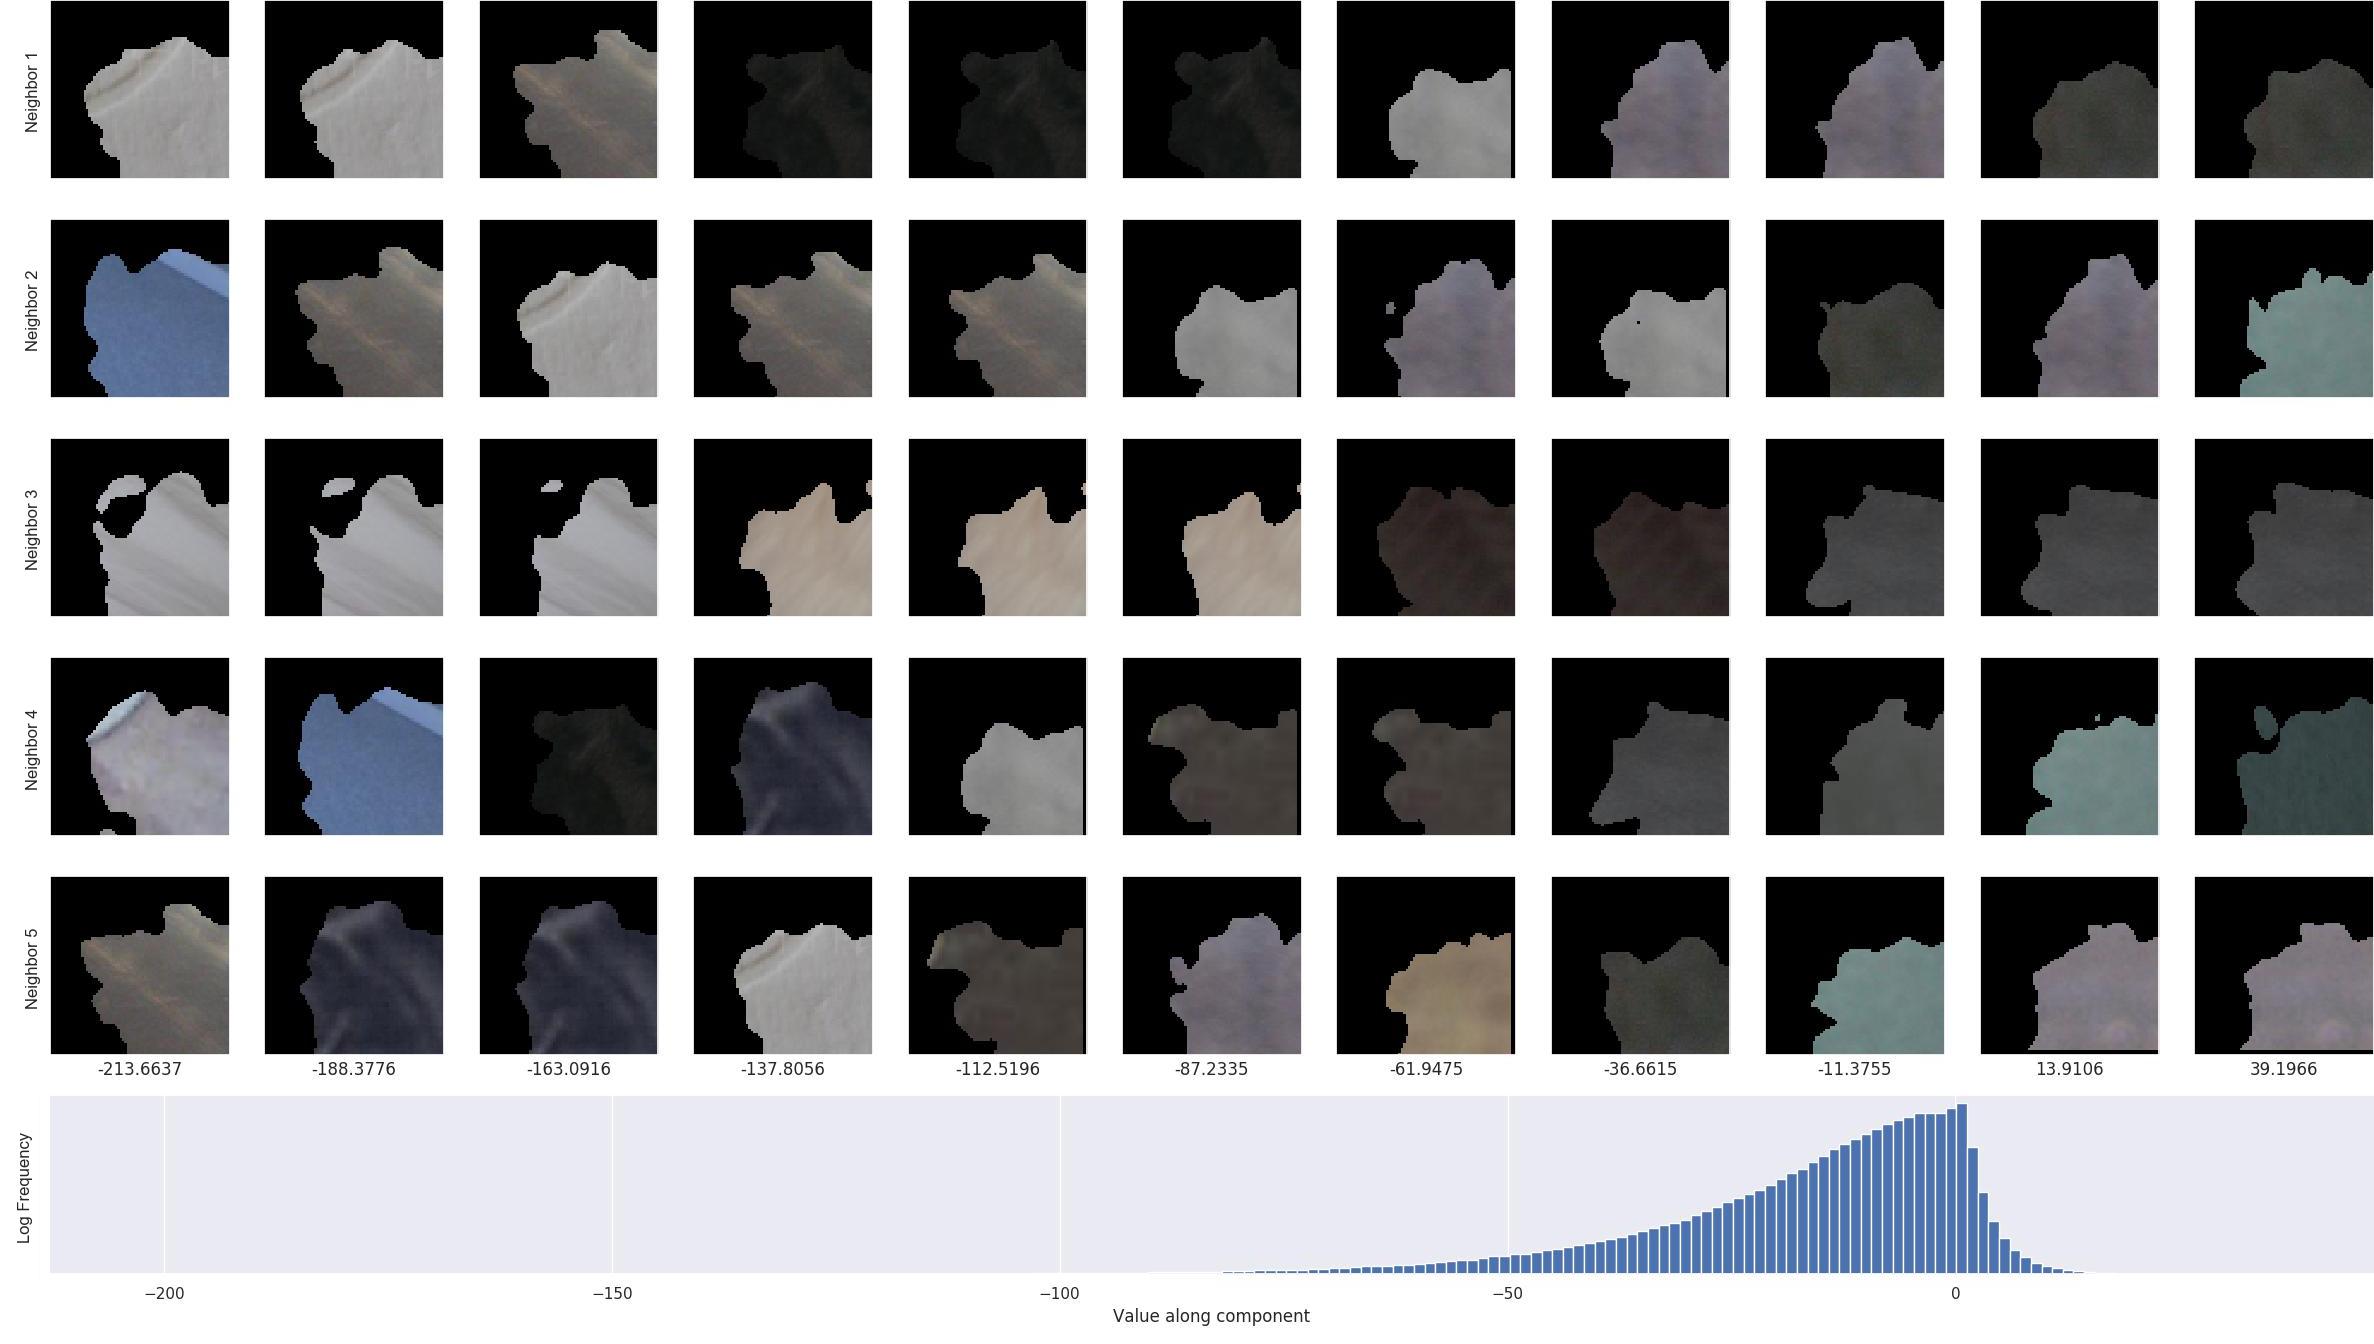 Neighbor 1
Neighbor 2
Neighbor 3
Neighbor 4
Neighbor 5
-213.6637 -188.3776 -163.0916 -137.8056 -112.5196 -87.2335 -61.9475 -36.6615 -11.3755 13.9106 39.1966
Log Frequency
−200 −150 −100 −50 0
Value along component